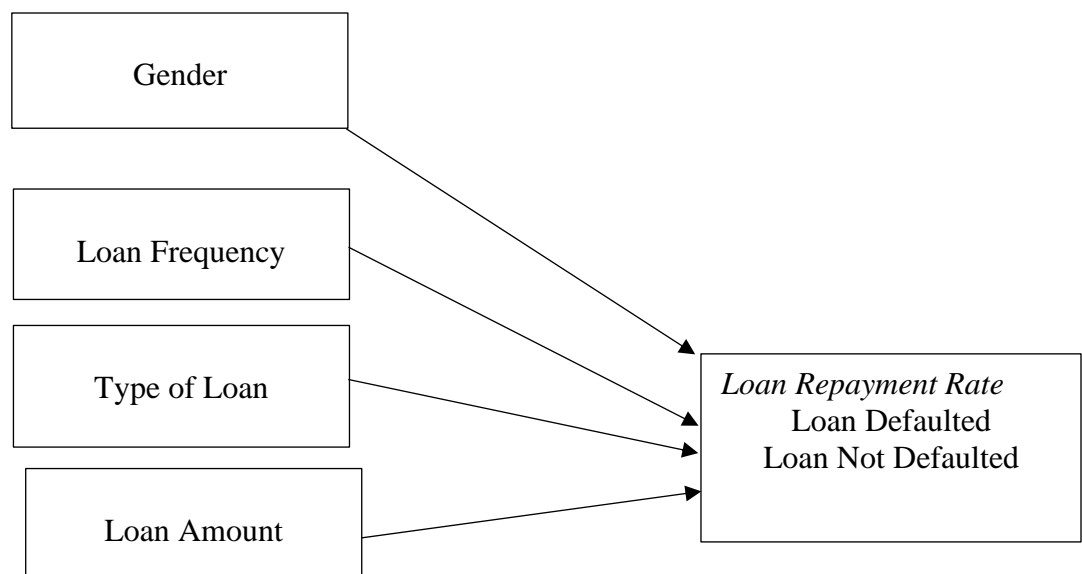 Gender
Loan Frequency
Type of Loan
Loan Repayment Rate
Loan Defaulted
Loan Not Defaulted
Loan Amount